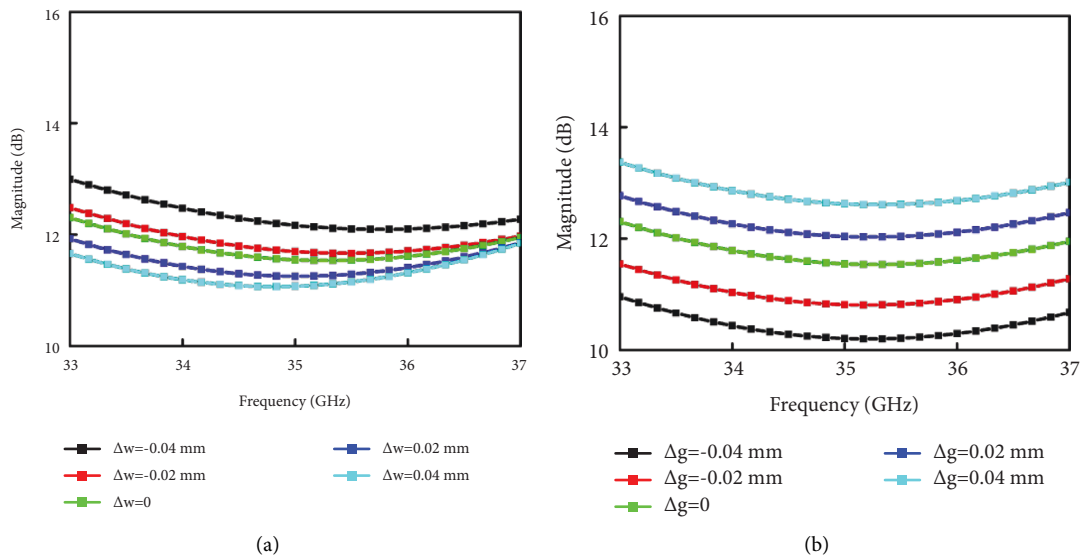 16
14
12
10
Magnitude (dB)
33 34 35 36 37
Frequency (GHz)
Δw=-0.04 mm
Δw=-0.02 mm
Δw=0
Δw=0.02 mm
Δw=0.04 mm
(a)
16
14
12
10
Magnitude (dB)
33 34 35 36 37
Frequency (GHz)
Δg=-0.04 mm
Δg=-0.02 mm
Δg=0
Δg=0.02 mm
Δg=0.04 mm
(b)